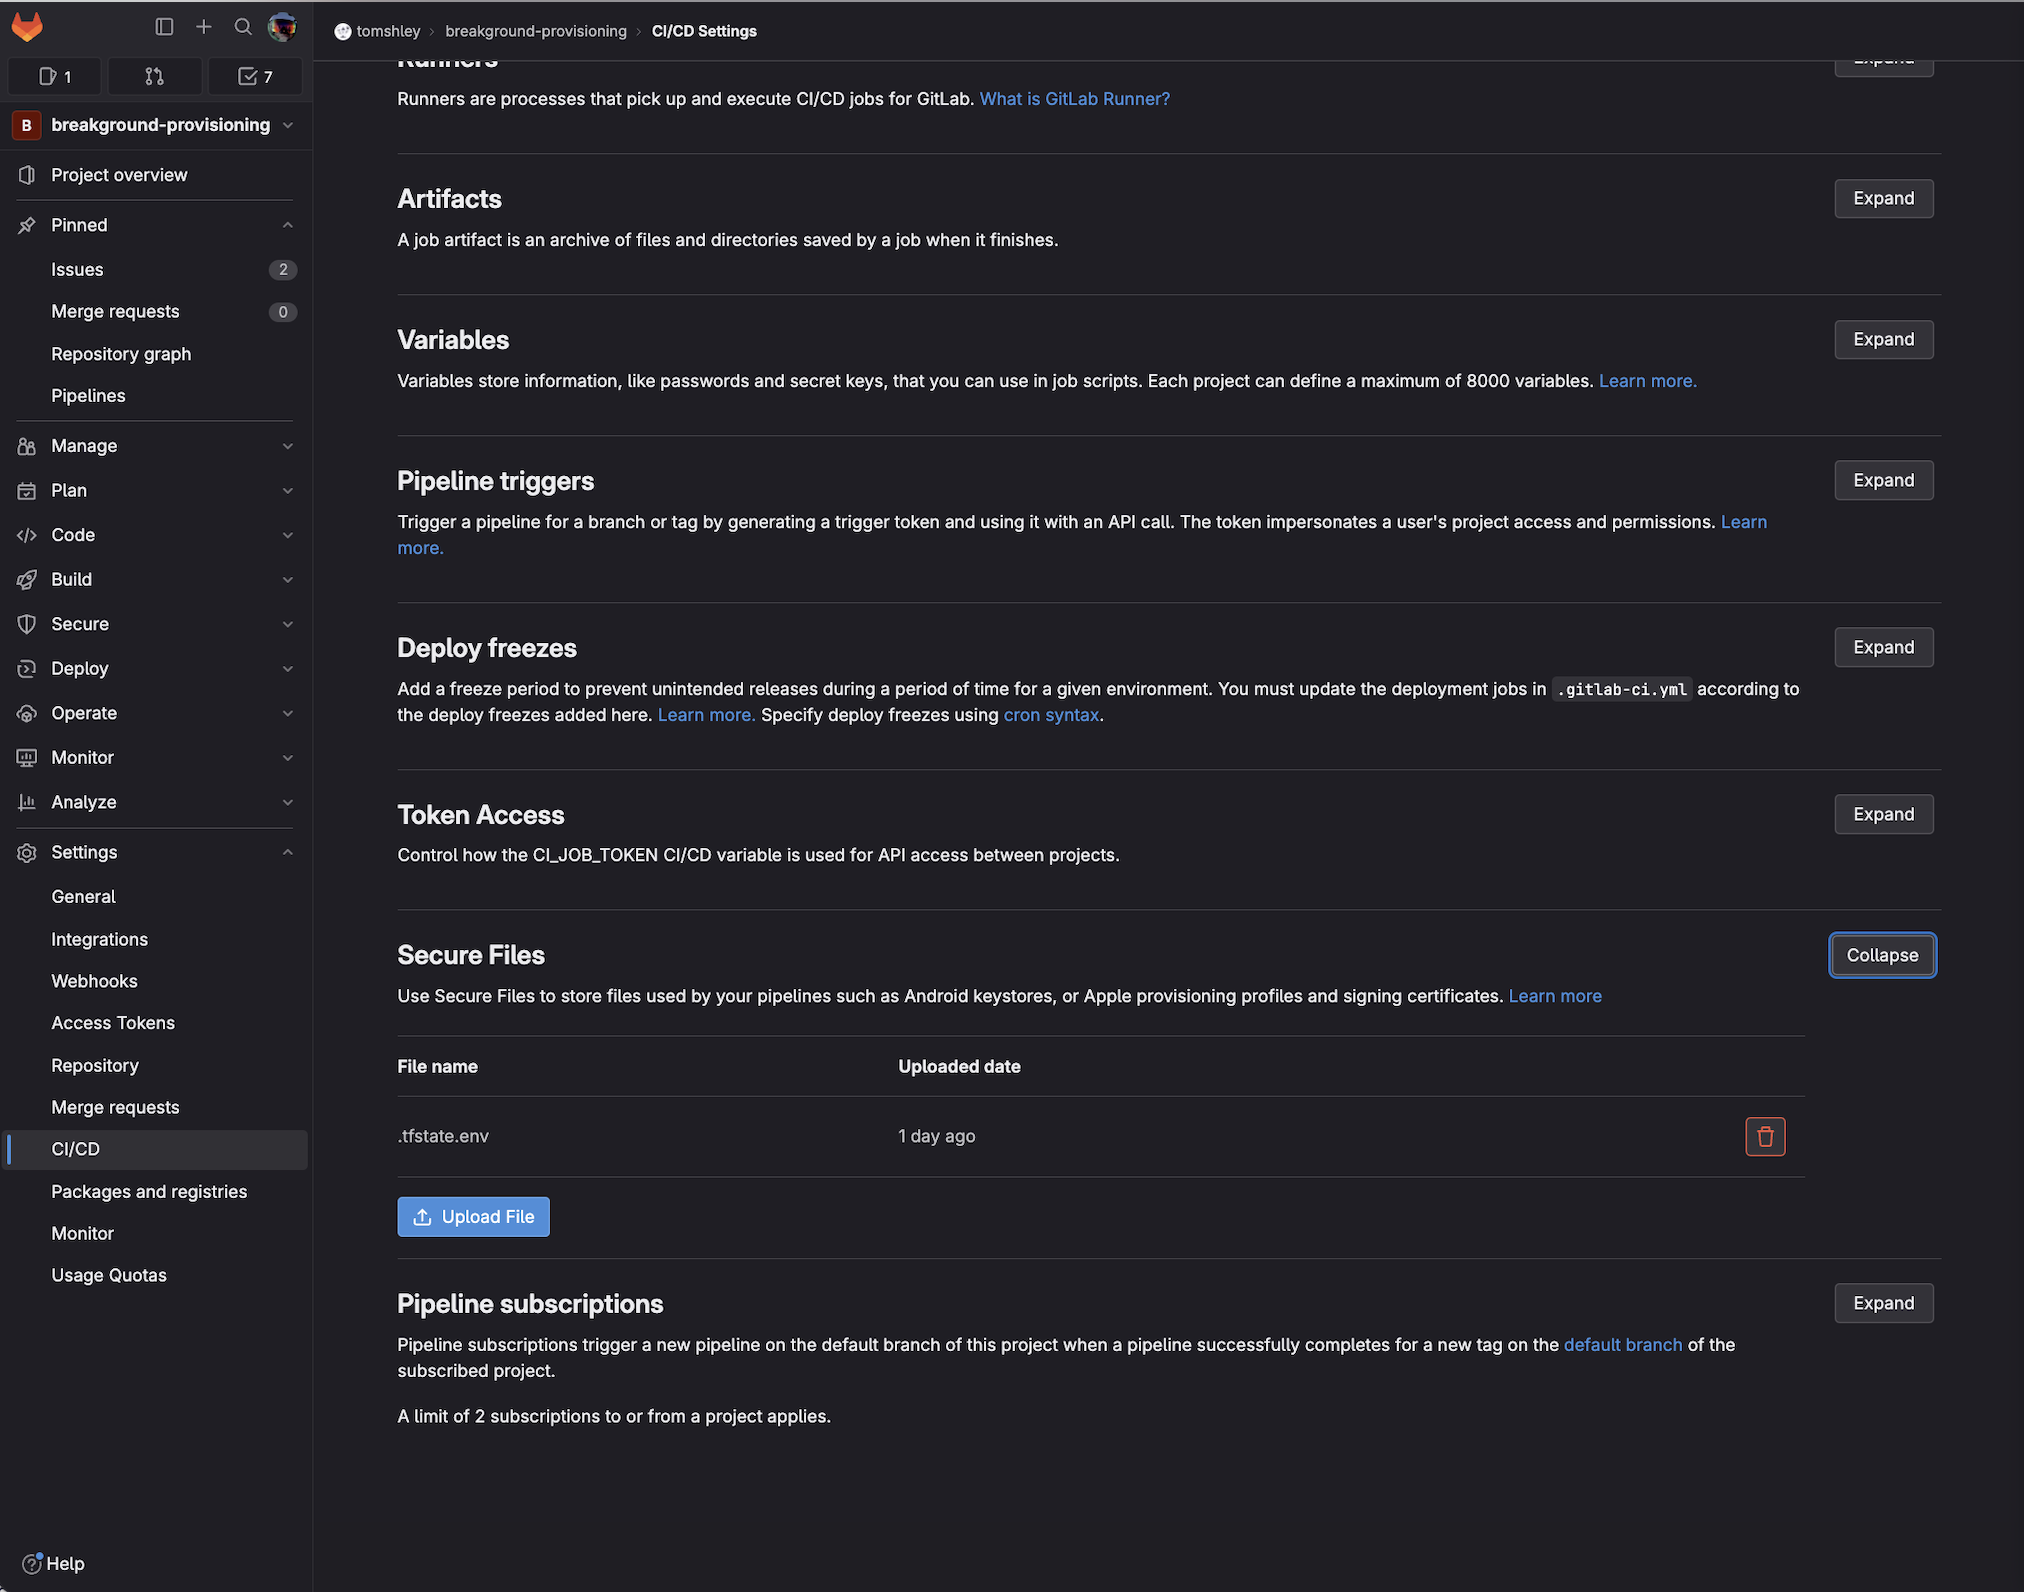 tomshley › breakground-provisioning › CI/CD Settings
1
7
B breakground-provisioning
Project overview
Pinned
Issues 2
Merge requests 0
Repository graph
Pipelines
Manage
Plan
Code
Build
Secure
Deploy
Operate
Monitor
Analyze
Settings
General
Integrations
Webhooks
Access Tokens
Repository
Merge requests
CI/CD
Packages and registries
Monitor
Usage Quotas
Help
Runners
Expand
Runners are processes that pick up and execute CI/CD jobs for GitLab. What is GitLab Runner?
Artifacts
Expand
A job artifact is an archive of files and directories saved by a job when it finishes.
Variables
Expand
Variables store information, like passwords and secret keys, that you can use in job scripts. Each project can define a maximum of 8000 variables. Learn more.
Pipeline triggers
Expand
Trigger a pipeline for a branch or tag by generating a trigger token and using it with an API call. The token impersonates a user's project access and permissions. Learn
more.
Deploy freezes
Expand
Add a freeze period to prevent unintended releases during a period of time for a given environment. You must update the deployment jobs in .gitlab-ci.yml according to
the deploy freezes added here. Learn more. Specify deploy freezes using cron syntax.
Token Access
Expand
Control how the CI_JOB_TOKEN CI/CD variable is used for API access between projects.
Secure Files
Collapse
Use Secure Files to store files used by your pipelines such as Android keystores, or Apple provisioning profiles and signing certificates. Learn more
File name Uploaded date
.tfstate.env 1 day ago
Upload File
Pipeline subscriptions
Expand
Pipeline subscriptions trigger a new pipeline on the default branch of this project when a pipeline successfully completes for a new tag on the default branch of the
subscribed project.
A limit of 2 subscriptions to or from a project applies.